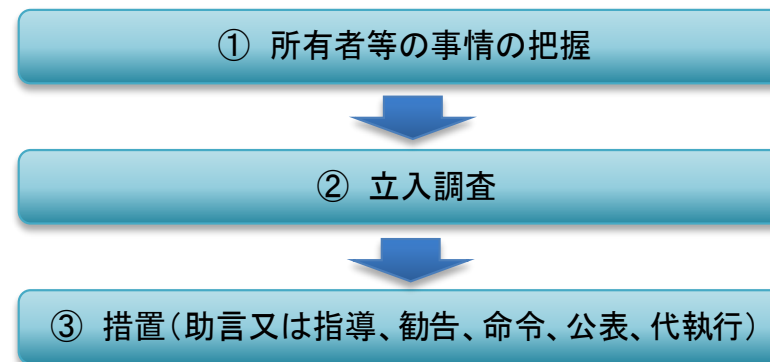 ① 所有者等の事情の把握
② 立入調査
③ 措置（助言又は指導、勧告、命令、公表、代執行）